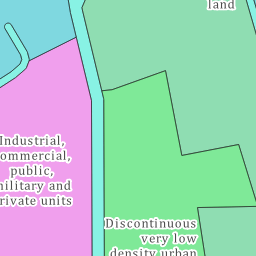 land
Industrial,
commercial,
public,
military and
private units
Discontinuous
very low
density urban